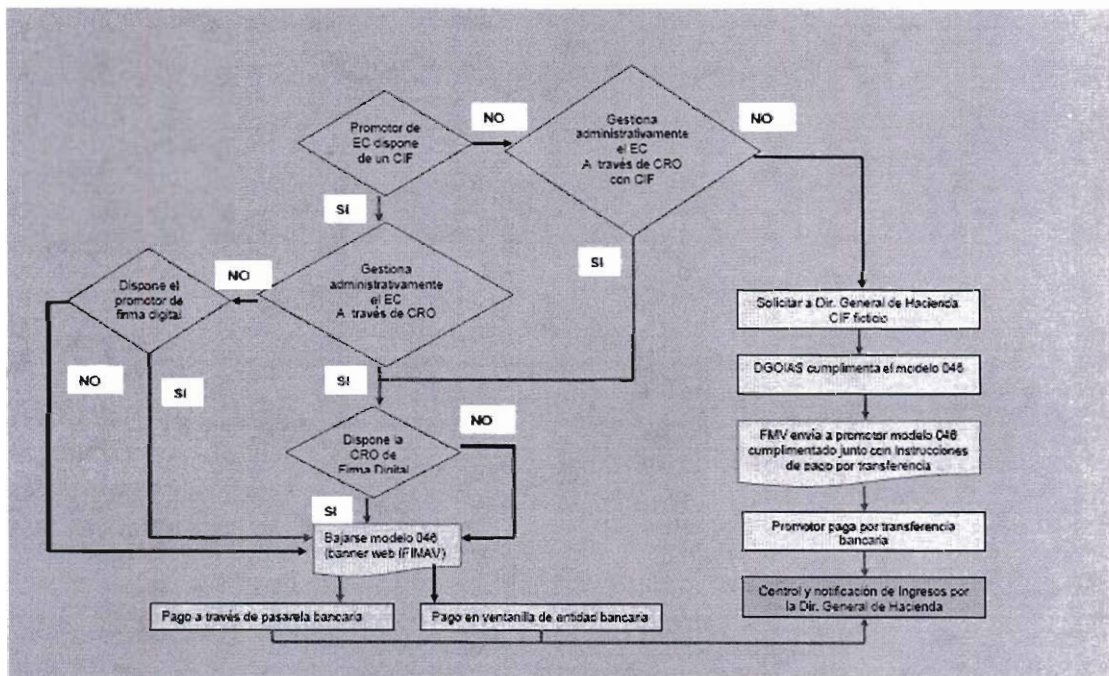 Promotor de
EC dispone
de un CIF
NO
Gestiona
administrativamente
el EC
A través de CRO
con CIF
NO
SI
SI
Dispone el
promotor de
firma digital
NO
Gestiona
administrativamente
el EC
A través de CRO
NO
SI
SI
Dispone la
CRO de
Firma Digital
NO
SI
Bajarse modelo 046
(banner web IFIMAV)
Pago a través de pasarela bancaria
Pago en ventanilla de entidad bancaria
Solicitar a Dir. General de Hacienda
CIF ficticio
DGOIAS cumplimenta el modelo 046
FMV envía a promotor modelo 046
cumplimentado junto con Instrucciones
de pago por transferencia
Promotor paga por transferencia
bancaria
Control y notificación de Ingresos por
la Dir. General de Hacienda